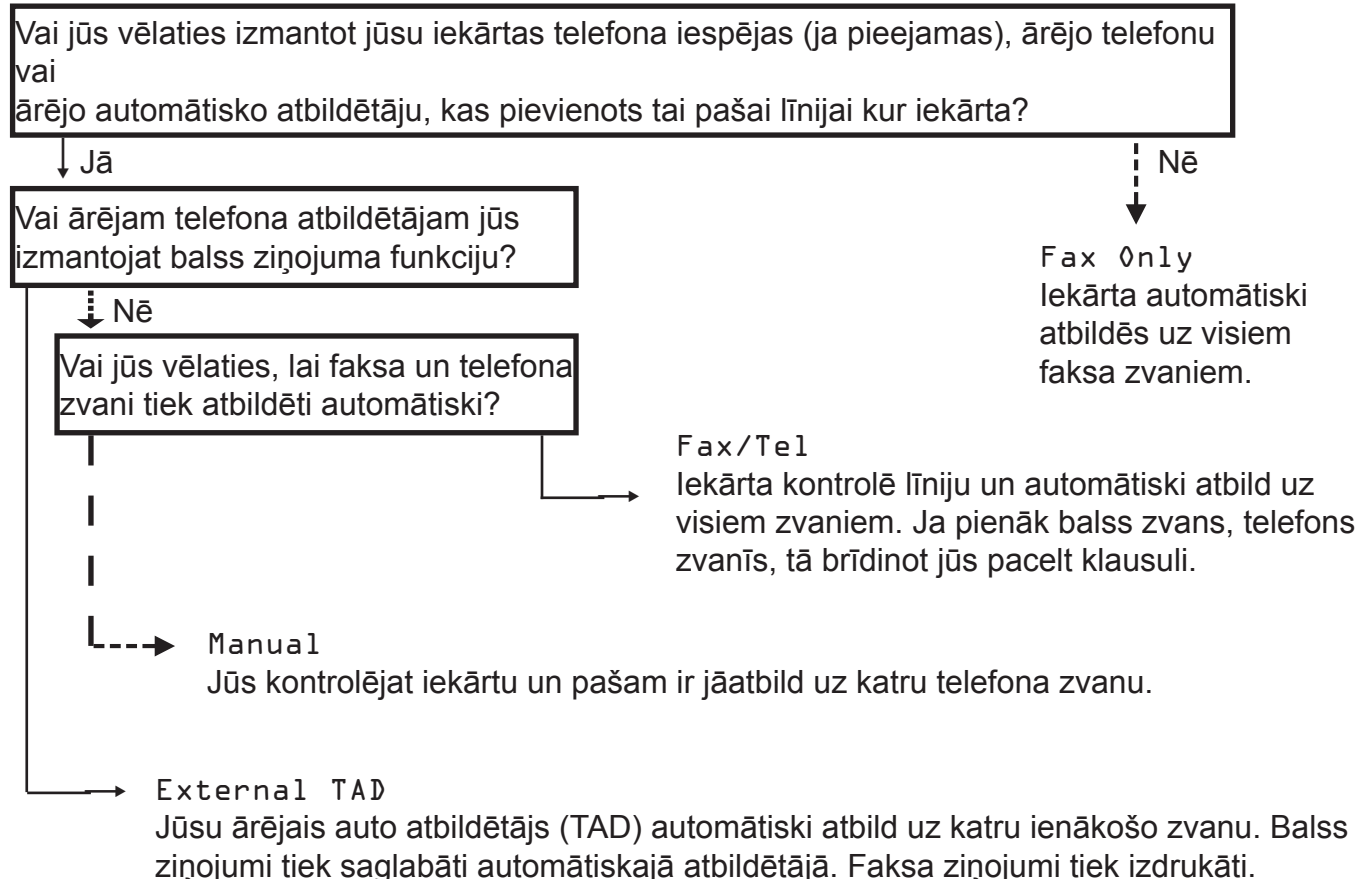 Vai jūs vēlaties izmantot jūsu iekārtas telefona iespējas (ja pieejamas), ārējo telefonu
vai
ārējo automātisko atbildētāju, kas pievienots tai pašai līnijai kur iekārta?
Jā
Nē
Vai ārējam telefona atbildētājam jūs
izmantojat balss ziņojuma funkciju?
Fax Only
Iekārta automātiski
atbildēs uz visiem
faksa zvaniem.
Nē
Vai jūs vēlaties, lai faksa un telefona
zvani tiek atbildēti automātiski?
Fax/Tel
Iekārta kontrolē līniju un automātiski atbild uz
visiem zvaniem. Ja pienāk balss zvans, telefons
zvanīs, tā brīdinot jūs pacelt klausuli.
Manual
Jūs kontrolējat iekārtu un pašam ir jāatbild uz katru telefona zvanu.
External TAD
Jūsu ārējais auto atbildētājs (TAD) automātiski atbild uz katru ienākošo zvanu. Balss
ziņojumi tiek saglabāti automātiskajā atbildētājā. Faksa ziņojumi tiek izdrukāti.